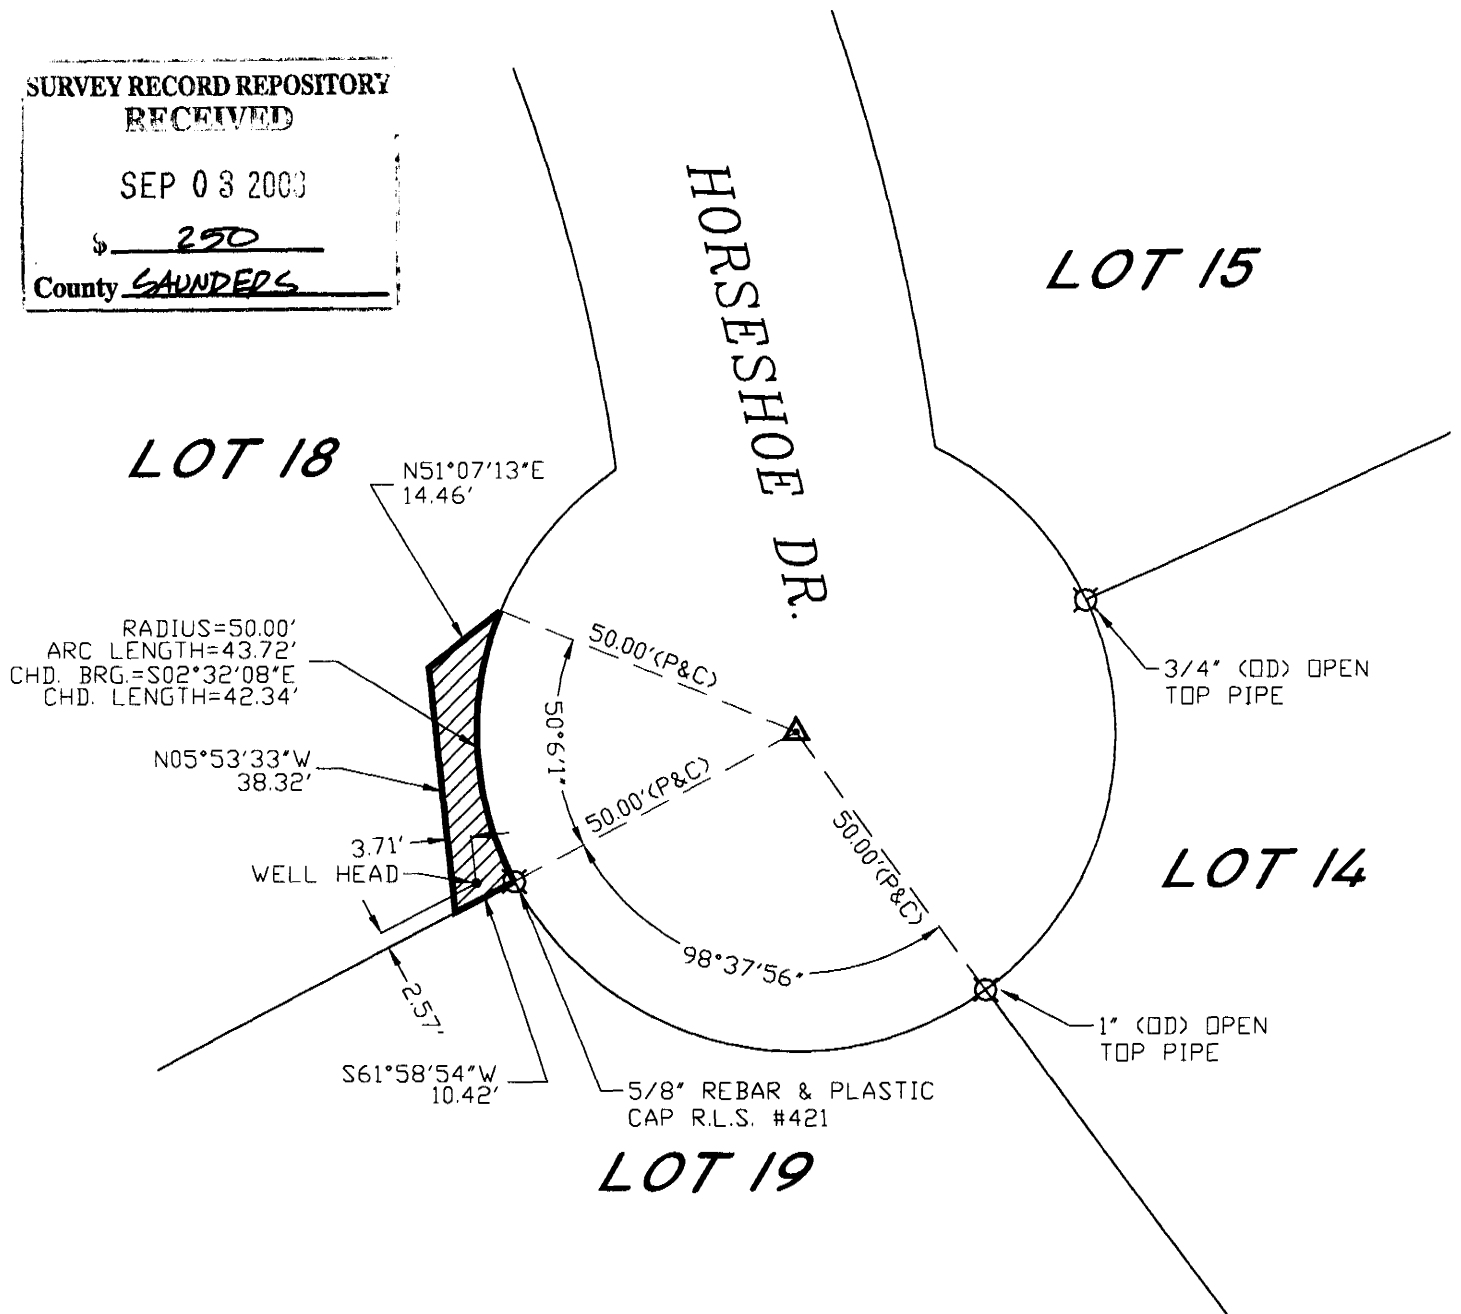 SURVEY RECORD REPOSITORY
RECEIVED
SEP 03 2003
$ 250
County SAUNDERS
HORSESHOE DR.
LOT 15
LOT 18
N51°07'13"E
14.46'
RADIUS=50.00'
ARC LENGTH=43.72'
CHD. BRG.=S02°32'08"E
CHD. LENGTH=42.34'
50.00'(P&C)
3/4" (OD) OPEN
TOP PIPE
50°6'1"
N05°53'33"W
38.32'
50.00'(P&C)
3.71'
WELL HEAD
50.00'(P&C)
LOT 14
98°37'56"
2.57'
1" (OD) OPEN
TOP PIPE
S61°58'54"W
10.42'
5/8" REBAR & PLASTIC
CAP R.L.S. #421
LOT 19